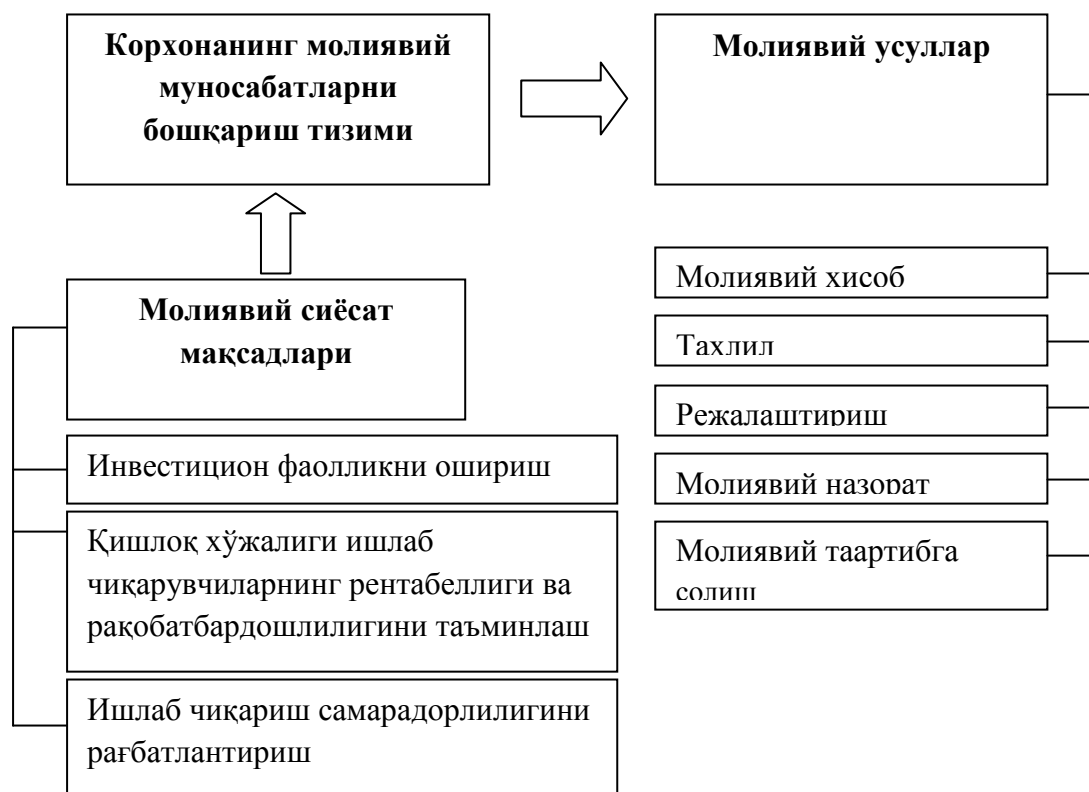 Корхонанинг молиявий
муносабатларни
бошқариш тизими
Молиявий усуллар
Молиявий сиёсат
мақсадлари
Инвестицион фаолликни ошириш
Қишлоқ хўжалиги ишлаб
чиқарувчиларнинг рентабеллиги ва
рақобатбардошлилигини таъминлаш
Ишлаб чиқариш самарадорлилигини
рағбатлантириш
Молиявий хисоб
Тахлил
Режалаштириш
Молиявий назорат
Молиявий таартибга
солиш